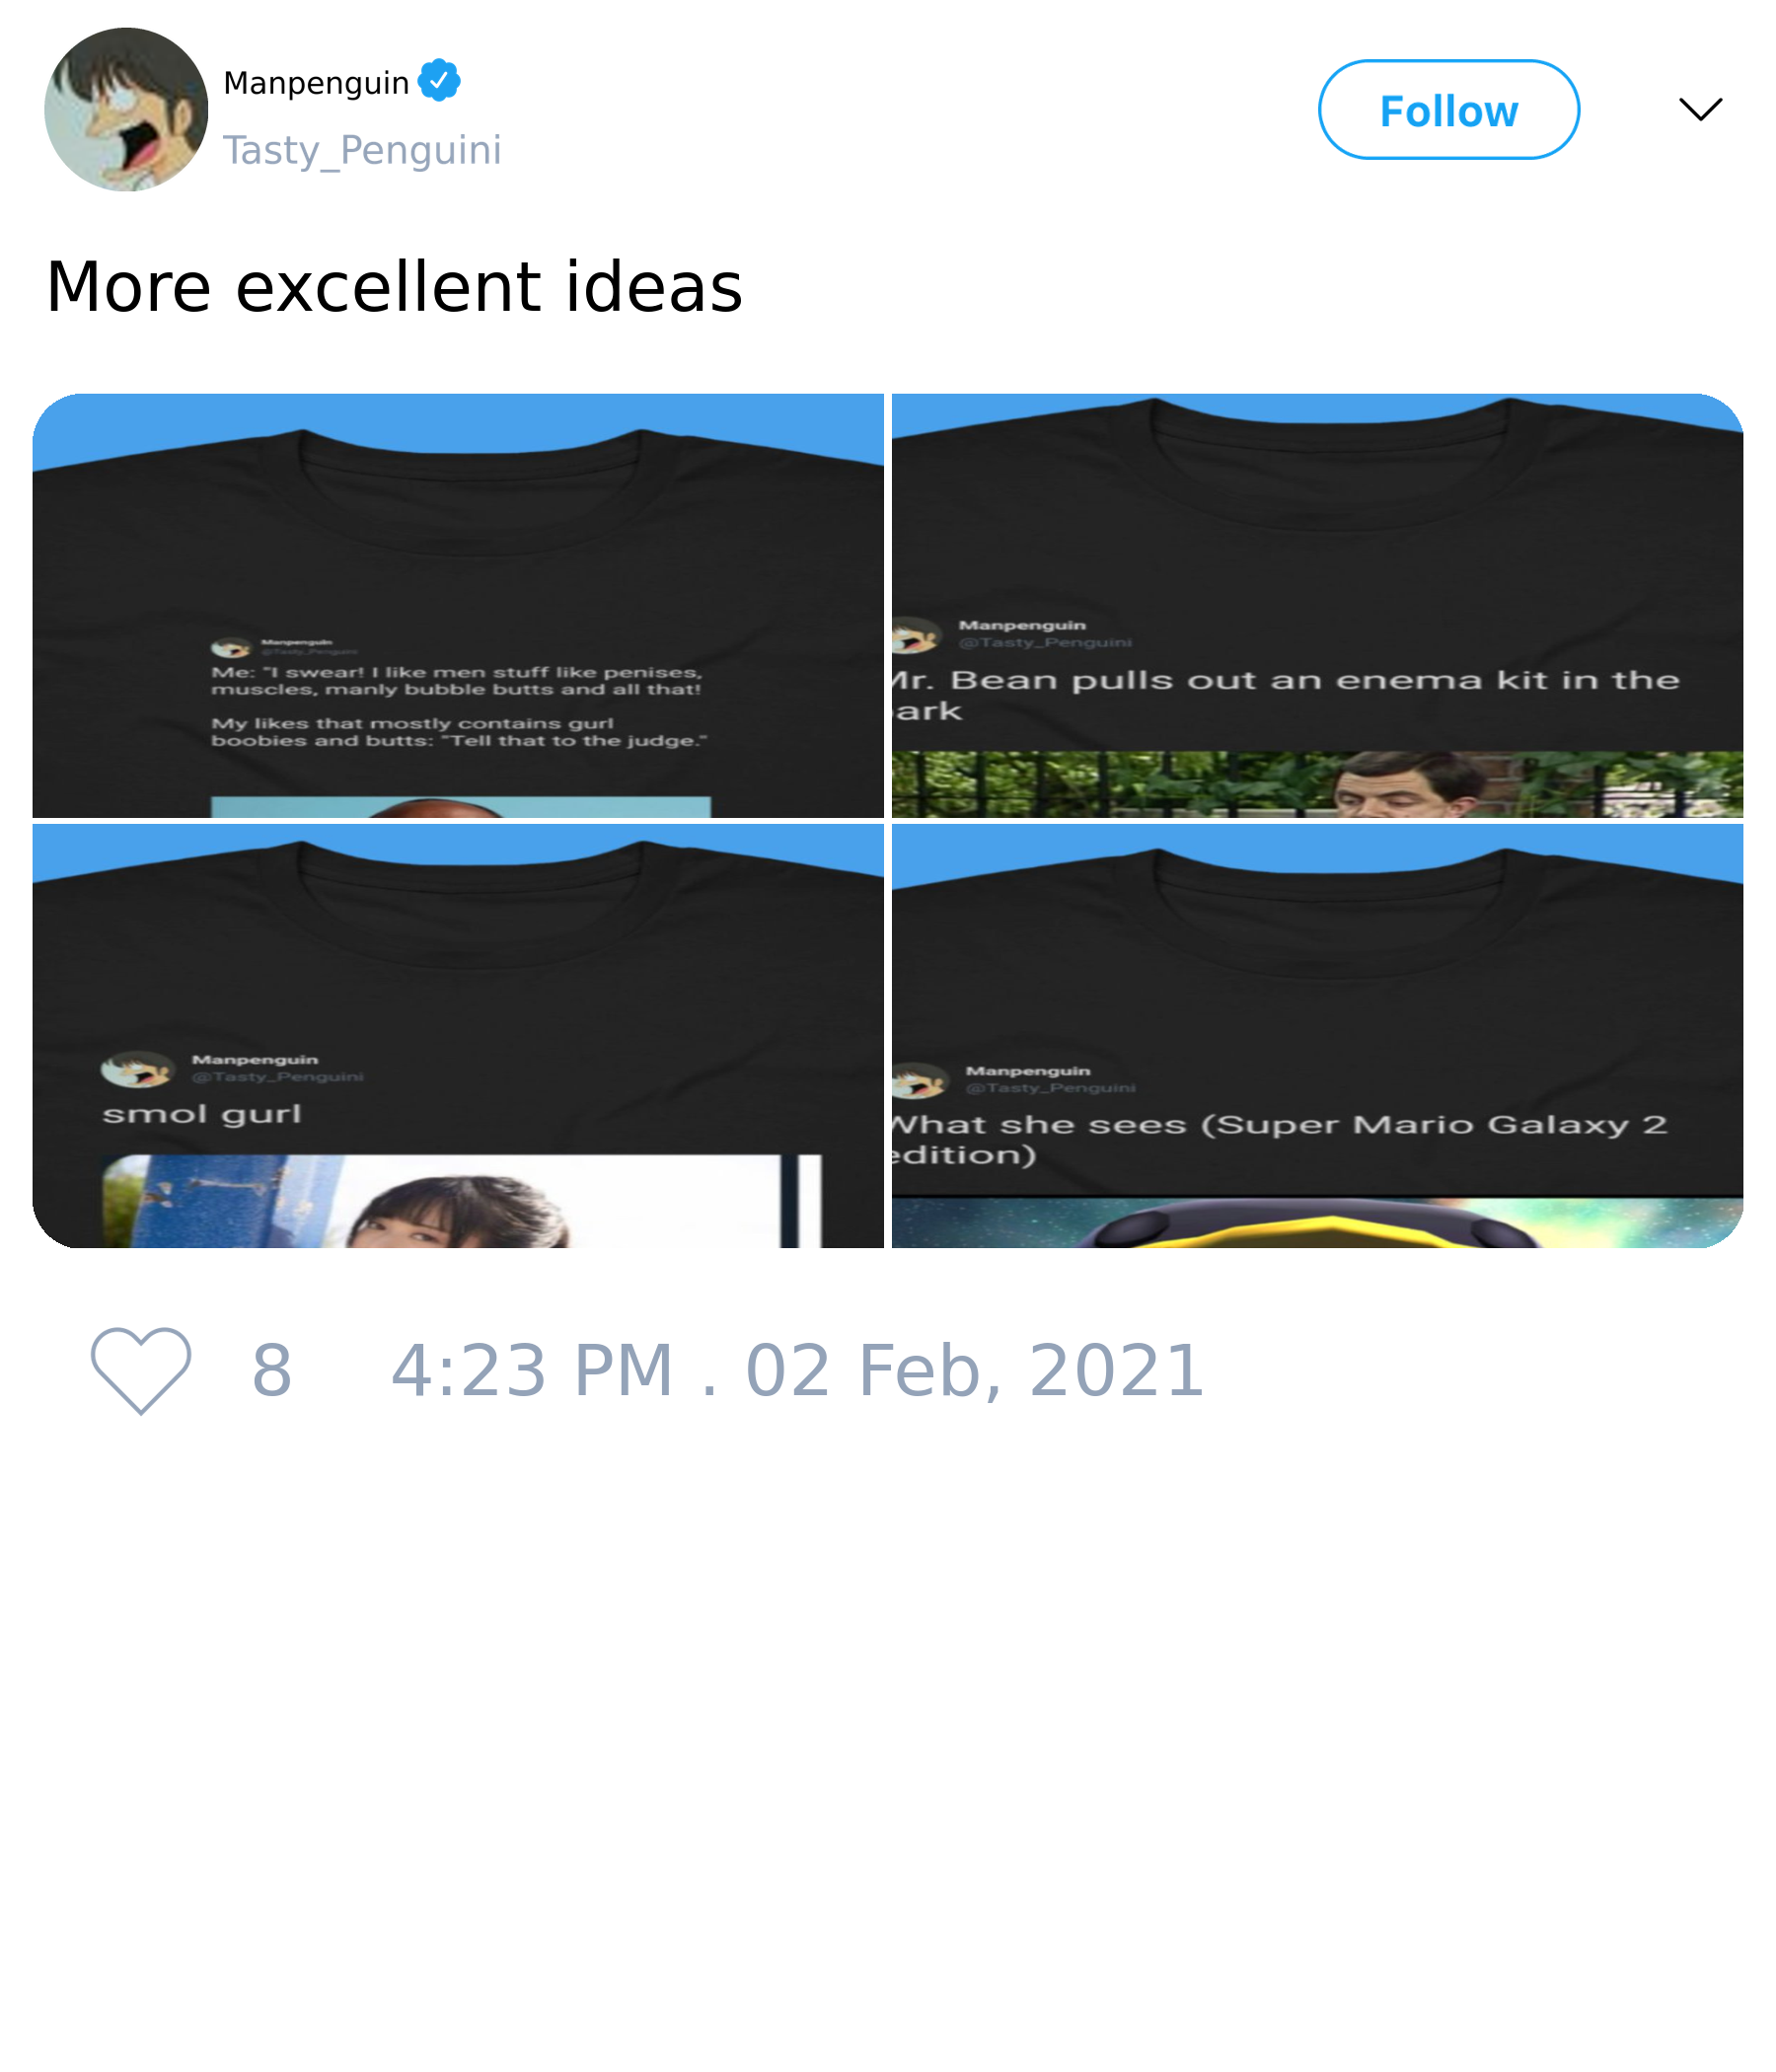 Manpenguin
Tasty_Penguini
Follow
More excellent ideas
Manpenguin
@Tasty_Penguini
Me: "I swear! I like men stuff like penises,
muscles, manly bubble butts and all that!
My likes that mostly contains gurl
boobies and butts: "Tell that to the judge."
Manpenguin
@Tasty_Penguini
Mr. Bean pulls out an enema kit in the
ark
Manpenguin
@Tasty_Penguini
smol gurl
Manpenguin
@Tasty_Penguini
What she sees (Super Mario Galaxy 2
edition)
8 4:23 PM . 02 Feb, 2021